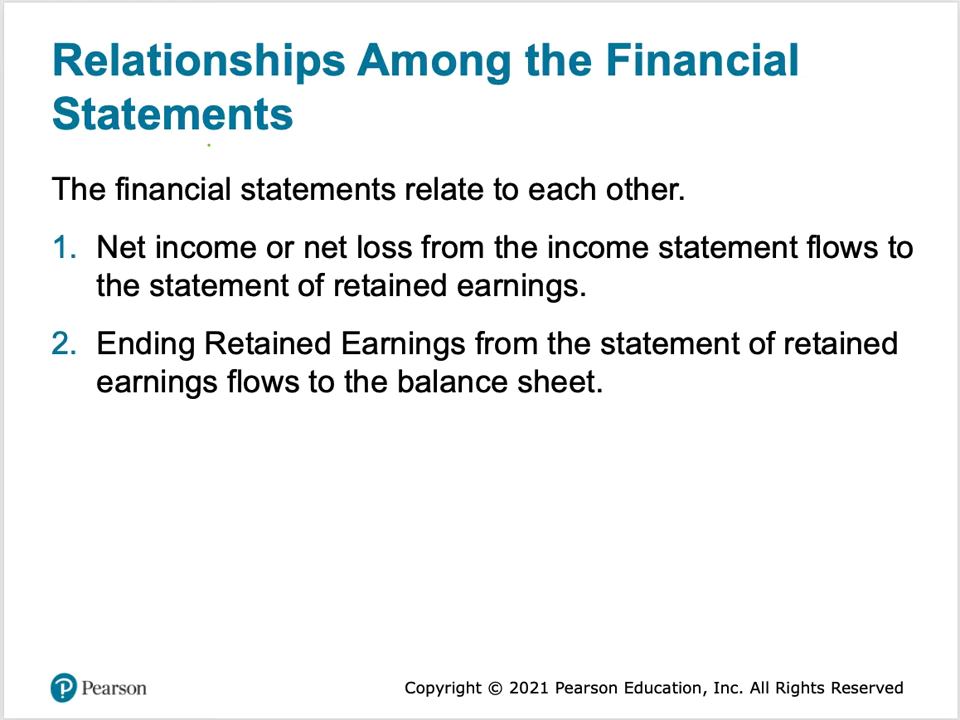 Relationships Among the Financial
Statements
The financial statements relate to each other.
1. Net income or net loss from the income statement flows to
the statement of retained earnings.
2. Ending Retained Earnings from the statement of retained
earnings flows to the balance sheet.
P Pearson
Copyright © 2021 Pearson Education, Inc. All Rights Reserved